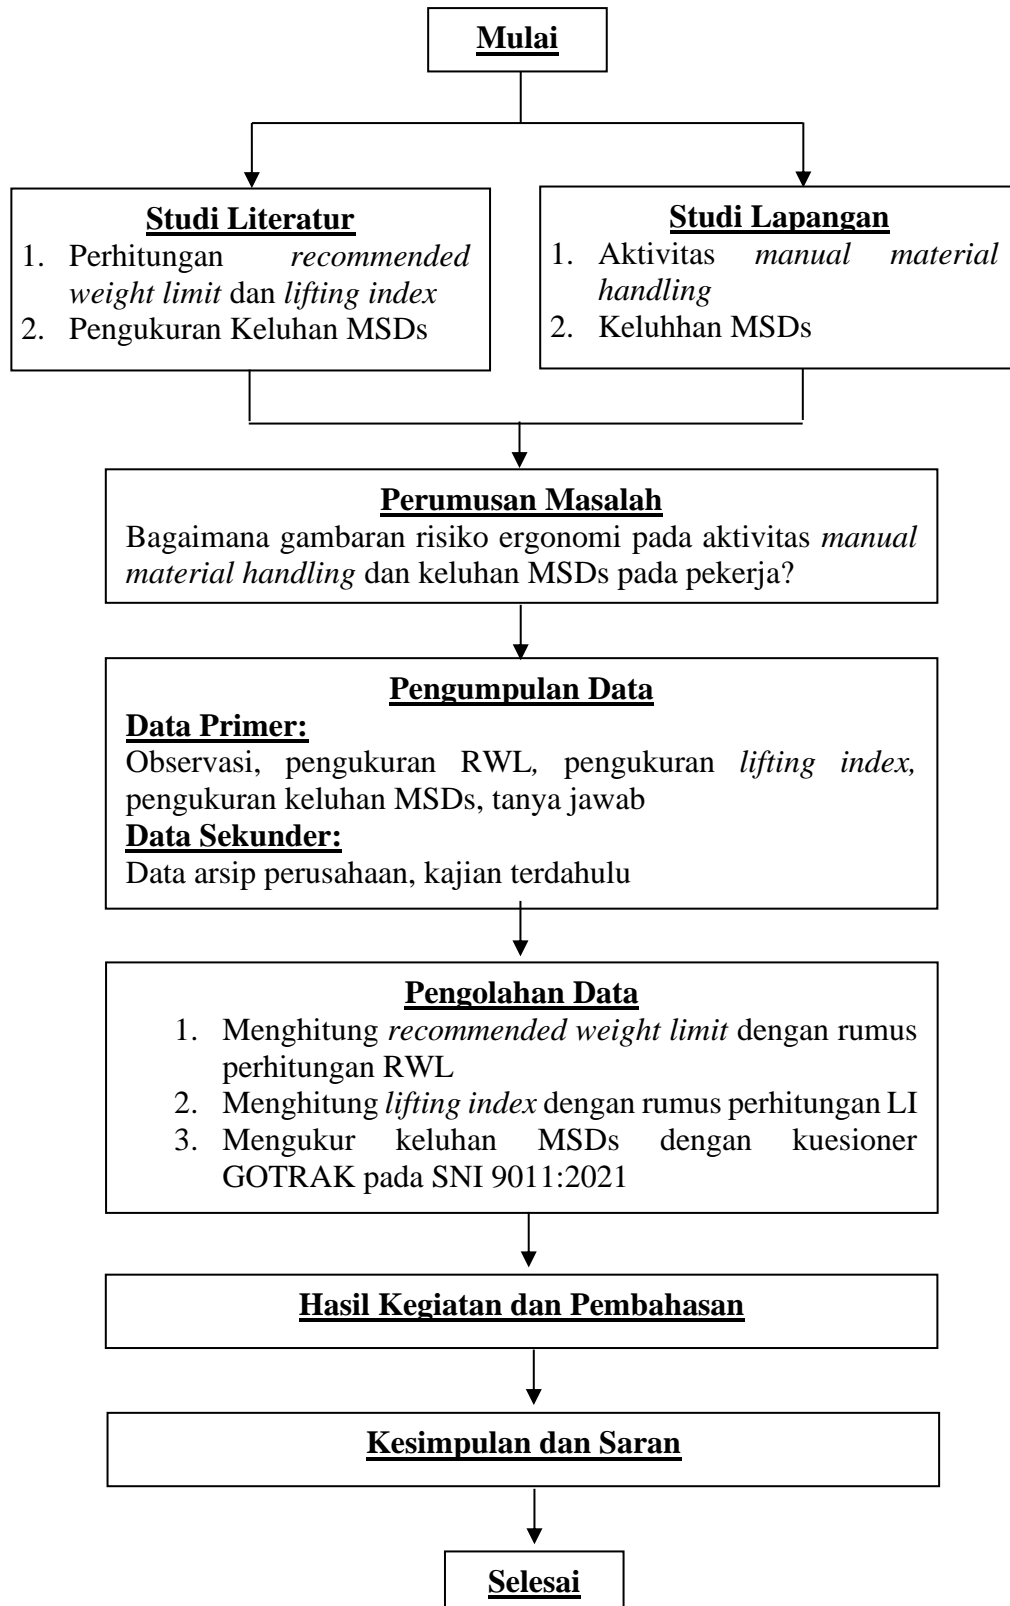 Mulai
Studi Literatur
1. Perhitungan recommended
weight limit dan lifting index
2. Pengukuran Keluhan MSDs
Studi Lapangan
1. Aktivitas manual material
handling
2. Keluhhan MSDs
Perumusan Masalah
Bagaimana gambaran risiko ergonomi pada aktivitas manual
material handling dan keluhan MSDs pada pekerja?
Pengumpulan Data
Data Primer:
Observasi, pengukuran RWL, pengukuran lifting index,
pengukuran keluhan MSDs, tanya jawab
Data Sekunder:
Data arsip perusahaan, kajian terdahulu
Pengolahan Data
1. Menghitung recommended weight limit dengan rumus
perhitungan RWL
2. Menghitung lifting index dengan rumus perhitungan LI
3. Mengukur keluhan MSDs dengan kuesioner
GOTRAK pada SNI 9011:2021
Hasil Kegiatan dan Pembahasan
Kesimpulan dan Saran
Selesai